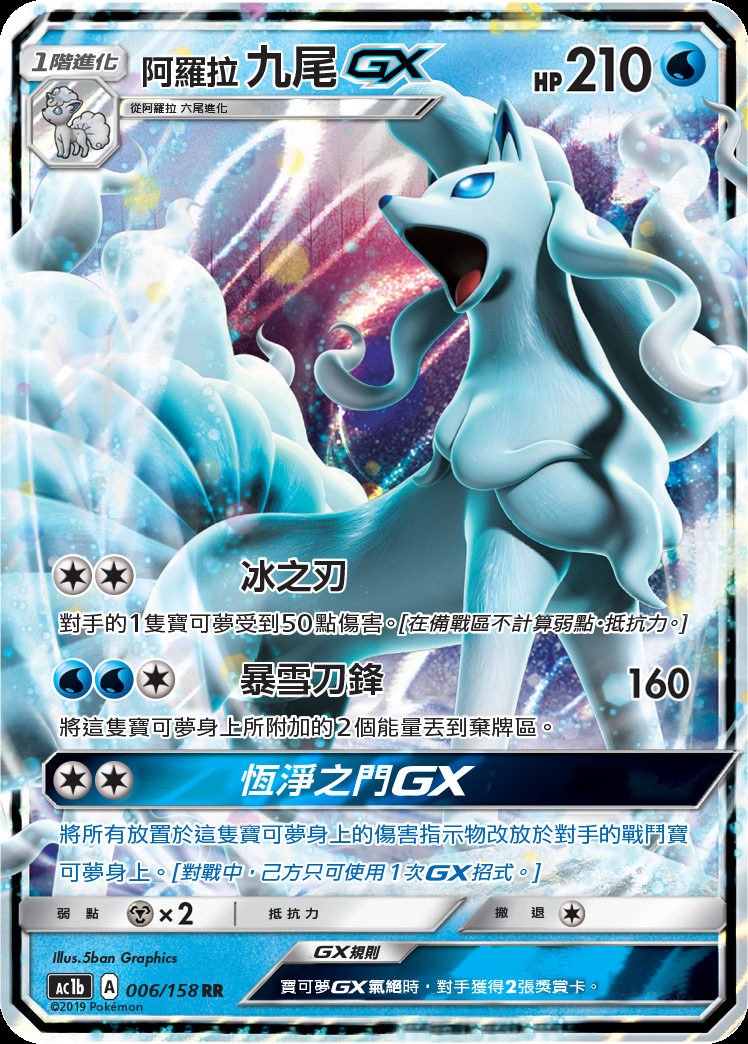 1階進化
阿羅拉 九尾GX
HP210
從阿羅拉 六尾進化
冰之刃
對手的1隻寶可夢受到50點傷害。[在備戰區不計算弱點・抵抗力。]
暴雪刀鋒 160
將這隻寶可夢身上所附加的2個能量丟到棄牌區。
恆淨之門GX
將所有放置於這隻寶可夢身上的傷害指示物改放於對手的戰鬥寶
可夢身上。[對戰中,己方只可使用1次GX招式。]
弱點 ×2 抵抗力 撤退
Illus.5ban Graphics
GX規則
AC1b A 006/158 RR
寶可夢GX氣絕時,對手獲得2張獎賞卡。
©2019 Pokémon